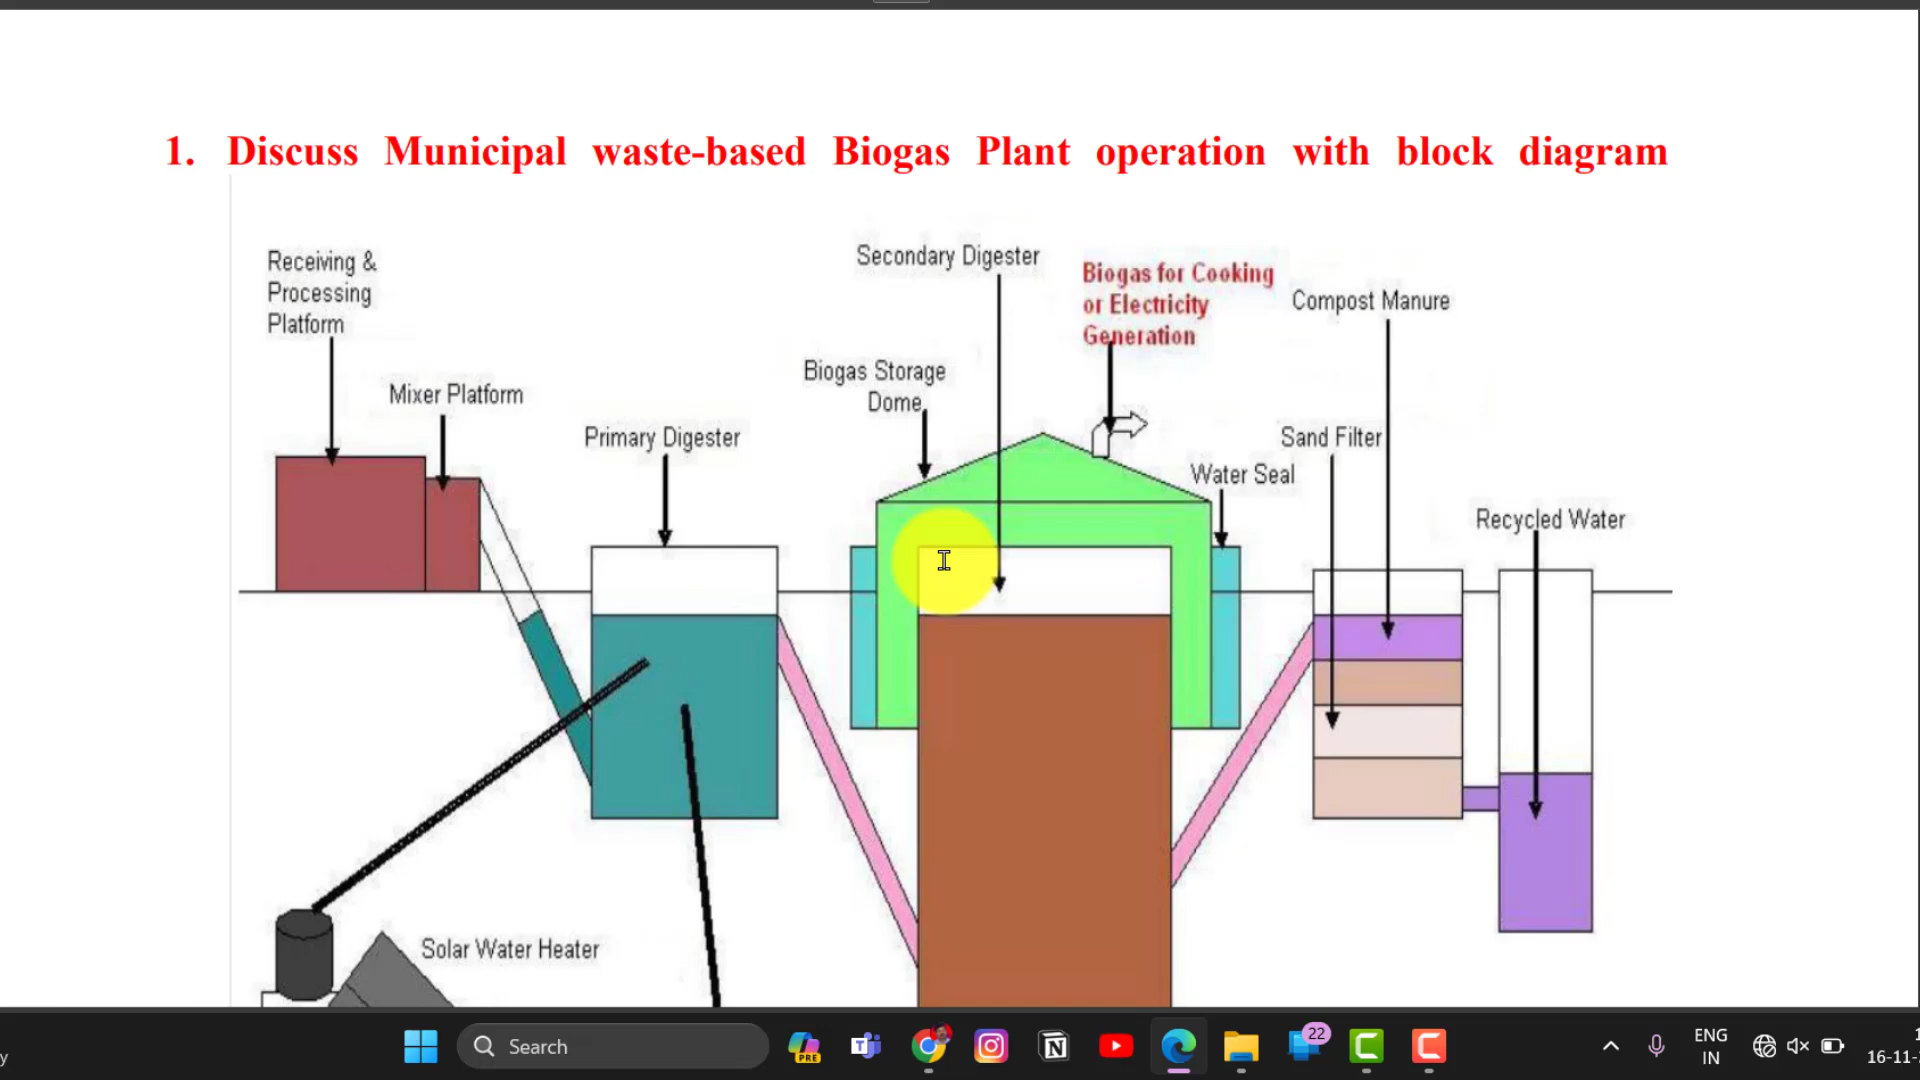 1. Discuss Municipal waste-based Biogas Plant operation with block diagram
Receiving &
Processing
Platform
Mixer Platform
Primary Digester
Secondary Digester
Biogas Storage
Dome
Biogas for Cooking
or Electricity
Generation
Compost Manure
Sand Filter
Water Seal
Recycled Water
Solar Water Heater
Search
PRE
22
ENG
IN
16-11-